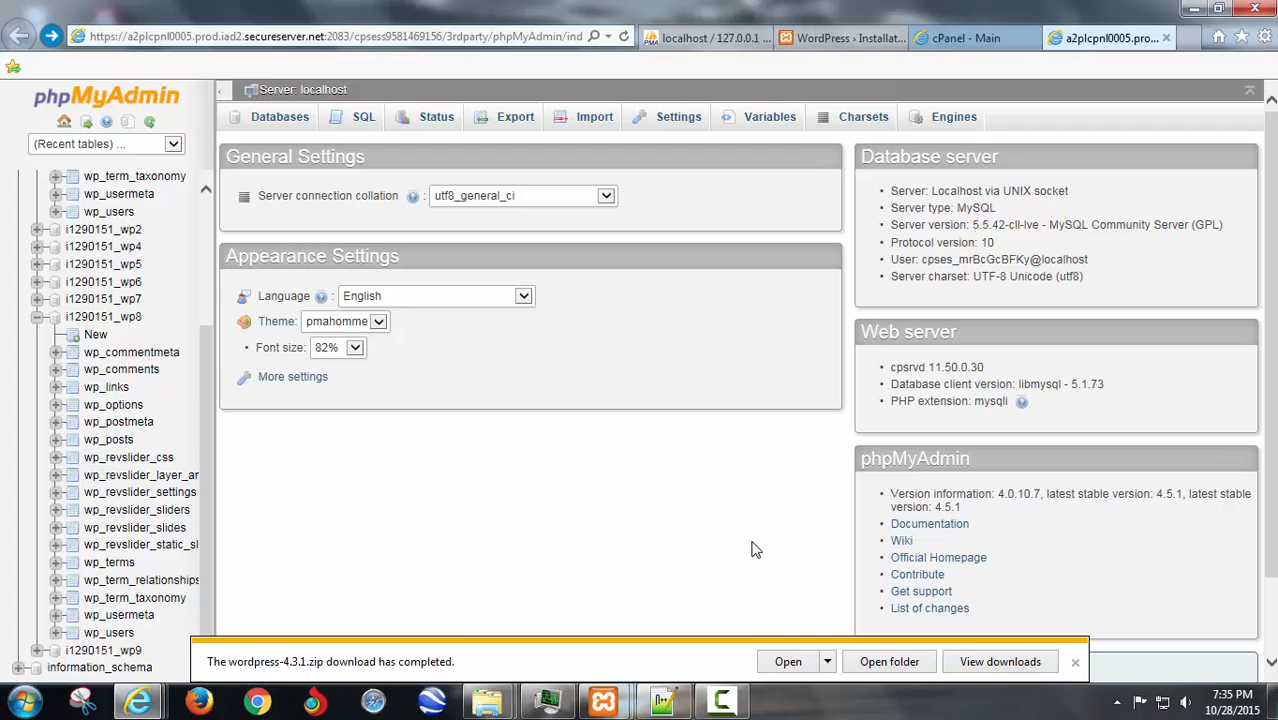 https://a2plcpnl0005.prod.iad2.secureserver.net:2083/cpsess9581469156/3rdparty/phpMyAdmin/ind
localhost / 127.0.0.1 ...
WordPress › Installat...
cPanel - Main
a2plcpnl0005.pro...
phpMyAdmin
(Recent tables) ...
wp_term_taxonomy
wp_usermeta
wp_users
i1290151_wp2
i1290151_wp4
i1290151_wp5
i1290151_wp6
i1290151_wp7
i1290151_wp8
New
wp_commentmeta
wp_comments
wp_links
wp_options
wp_postmeta
wp_posts
wp_revslider_css
wp_revslider_layer_ar
wp_revslider_settings
wp_revslider_sliders
wp_revslider_slides
wp_revslider_static_sl
wp_terms
wp_term_relationships
wp_term_taxonomy
wp_usermeta
wp_users
i1290151_wp9
information_schema
Server: localhost
Databases
SQL
Status
Export
Import
Settings
Variables
Charsets
Engines
General Settings
Server connection collation : utf8_general_ci
Appearance Settings
Language : English
Theme: pmahomme
• Font size: 82%
More settings
Database server
• Server: Localhost via UNIX socket
• Server type: MySQL
• Server version: 5.5.42-cll-lve - MySQL Community Server (GPL)
• Protocol version: 10
• User: cpses_mrBcGcBFKy@localhost
• Server charset: UTF-8 Unicode (utf8)
Web server
• cpsrvd 11.50.0.30
• Database client version: libmysql - 5.1.73
• PHP extension: mysqli
phpMyAdmin
• Version information: 4.0.10.7, latest stable version: 4.5.1, latest stable
version: 4.5.1
• Documentation
• Wiki
• Official Homepage
• Contribute
• Get support
• List of changes
The wordpress-4.3.1.zip download has completed.
Open
Open folder
View downloads
7:35 PM
10/28/2015